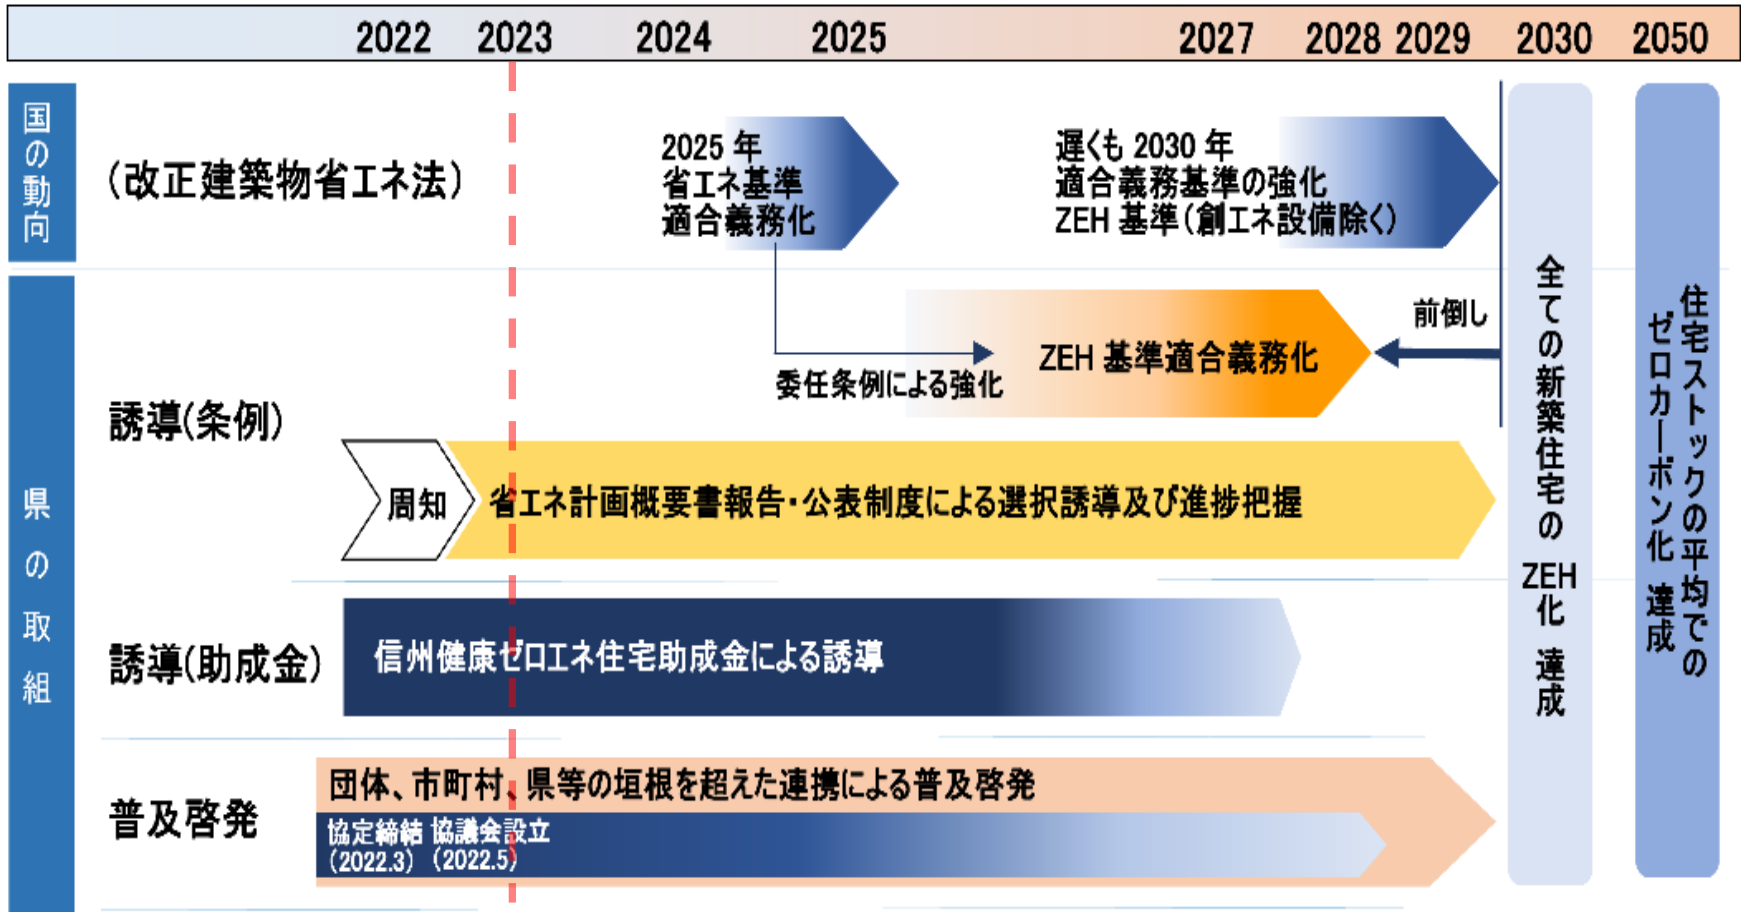 2022 2023 2024 2025 2027 2028 2029 2030 2050
国の動向
(改正建築物省エネ法)
2025 年
省エネ基準
適合義務化
遅くも 2030 年
適合義務基準の強化
ZEH 基準(創エネ設備除く)
県の取組
誘導(条例)
委任条例による強化
ZEH 基準適合義務化
前倒し
周知
省エネ計画概要書報告・公表制度による選択誘導及び進捗把握
誘導(助成金)
信州健康ゼロエネ住宅助成金による誘導
普及啓発
団体、市町村、県等の垣根を超えた連携による普及啓発
協定締結 協議会設立
(2022.3) (2022.5)
全ての新築住宅の ZEH 化 達成
住宅ストックの平均での
ゼロカーボン化 達成